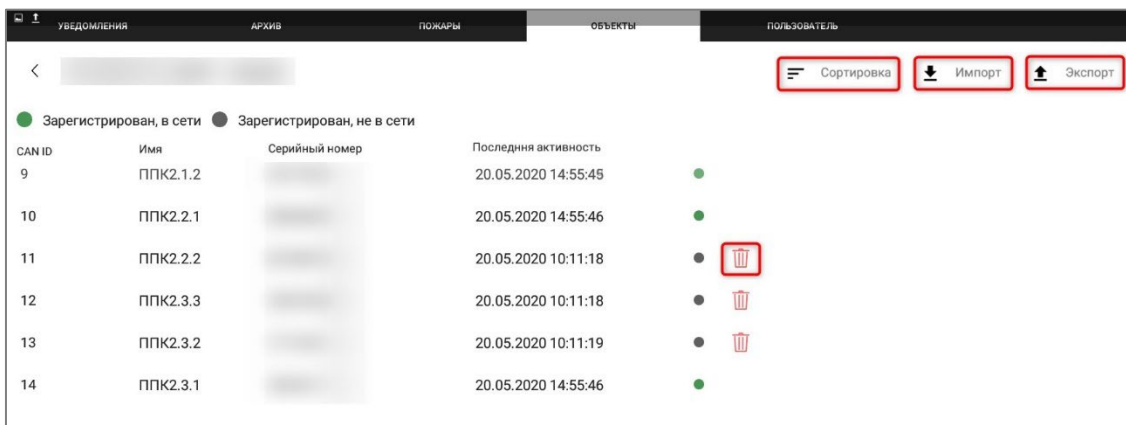 УВЕДОМЛЕНИЯ АРХИВ ПОЖАРЫ ОБЪЕКТЫ ПОЛЬЗОВАТЕЛЬ
Сортировка Импорт Экспорт
Зарегистрирован, в сети Зарегистрирован, не в сети
CAN ID Имя Серийный номер Последння активность
9 ППК2.1.2 20.05.2020 14:55:45
10 ППК2.2.1 20.05.2020 14:55:46
11 ППК2.2.2 20.05.2020 10:11:18
12 ППК2.3.3 20.05.2020 10:11:18
13 ППК2.3.2 20.05.2020 10:11:19
14 ППК2.3.1 20.05.2020 14:55:46